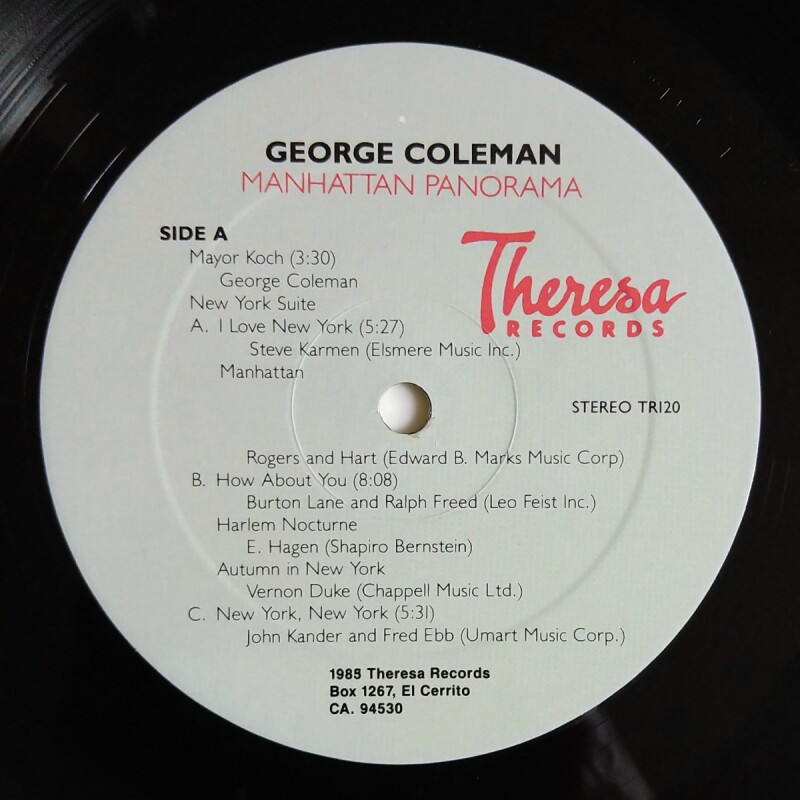 GEORGE COLEMAN
MANHATTAN PANORAMA
SIDE A
Mayor Koch (3:30)
George Coleman
New York Suite
A. I Love New York (5:27)
Steve Karmen (Elsmere Music Inc.)
Manhattan
Theresa
RECORDS
STEREO TR120
Rogers and Hart (Edward B. Marks Music Corp)
B. How About You (8:08)
Burton Lane and Ralph Freed (Leo Feist Inc.)
Harlem Nocturne
E. Hagen (Shapiro Bernstein)
Autumn in New York
Vernon Duke (Chappell Music Ltd.)
C. New York, New York (5:31)
John Kander and Fred Ebb (Umart Music Corp.)
1985 Theresa Records
Box 1267, El Cerrito
CA. 94530